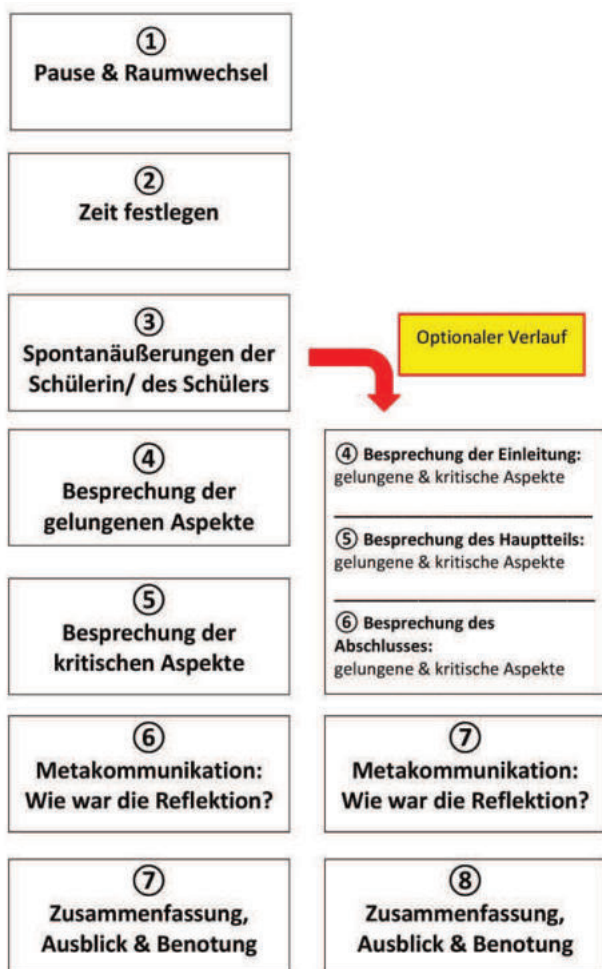 ①
Pause & Raumwechsel
②
Zeit festlegen
③
Spontanäußerungen der
Schülerin/ des Schülers
Optionaler Verlauf
④
Besprechung der
gelungenen Aspekte
⑤
Besprechung der
kritischen Aspekte
④ Besprechung der Einleitung:
gelungene & kritische Aspekte
⑤ Besprechung des Hauptteils:
gelungene & kritische Aspekte
⑥ Besprechung des
Abschlusses:
gelungene & kritische Aspekte
⑥
Metakommunikation:
Wie war die Reflektion?
⑦
Metakommunikation:
Wie war die Reflektion?
⑦
Zusammenfassung,
Ausblick & Benotung
⑧
Zusammenfassung,
Ausblick & Benotung